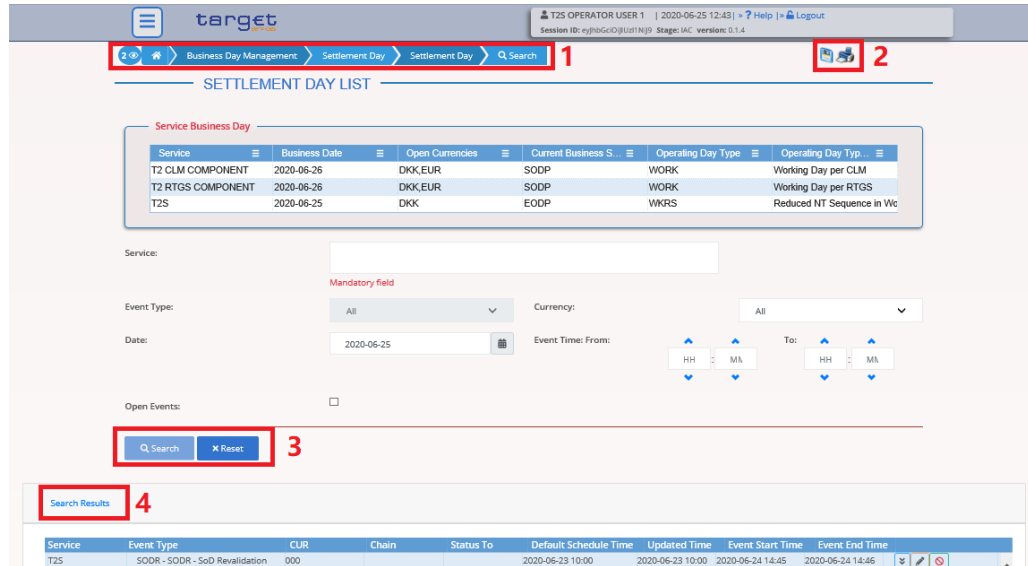 target
T2S OPERATOR USER 1 | 2020-06-25 12:43| » ? Help |» Logout
Stage: IAC version: 0.1.4
Session ID:
2 Business Day Management Settlement Day Settlement Day Search
1
2
SETTLEMENT DAY LIST
Service Business Day
Service Business Date Open Currencies Current Business S... Operating Day Type Operating Day Typ...
T2 CLM COMPONENT 2020-06-26 DKK,EUR SODP WORK Working Day per CLM
T2 RTGS COMPONENT 2020-06-26 DKK,EUR SODP WORK Working Day per RTGS
T2S 2020-06-25 DKK EODP WKRS Reduced NT Sequence in Wo
Service:
Mandatory field
Event Type: All Currency: All
Date: 2020-06-25 Event Time: From: HH : To: HH :
Open Events:
Search Reset
3
Search Results
4
Service Event Type CUR Chain Status To Default Schedule Time Updated Time Event Start Time Event End Time
T2S SODR - SODR - SoD Revalidation 000 2020-06-23 10:00 2020-06-23 10:00 2020-06-24 14:45 2020-06-24 14:46